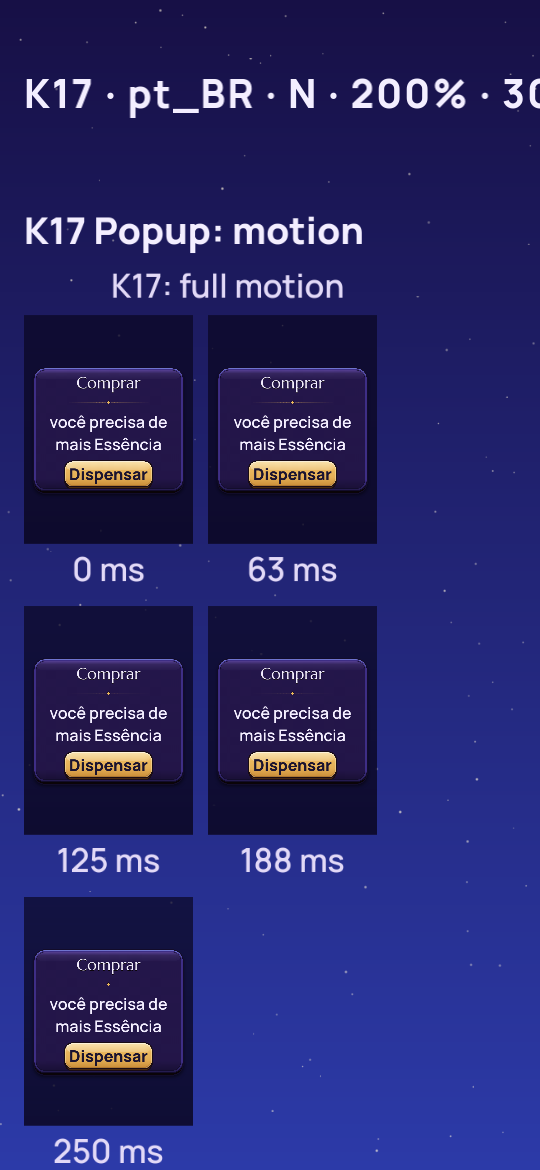 K17 · pt_BR · N · 200% · 30
K17 Popup: motion
K17: full motion
Comprar
você precisa de
mais Essência
Dispensar
0 ms
Comprar
você precisa de
mais Essência
Dispensar
63 ms
Comprar
você precisa de
mais Essência
Dispensar
125 ms
Comprar
você precisa de
mais Essência
Dispensar
188 ms
Comprar
você precisa de
mais Essência
Dispensar
250 ms